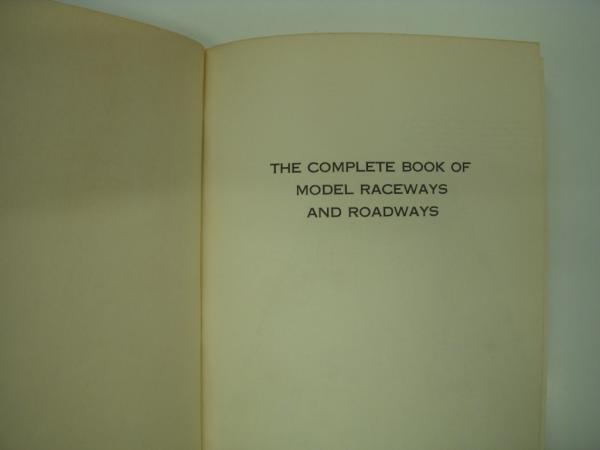 THE COMPLETE BOOK OF
MODEL RACEWAYS
AND ROADWAYS